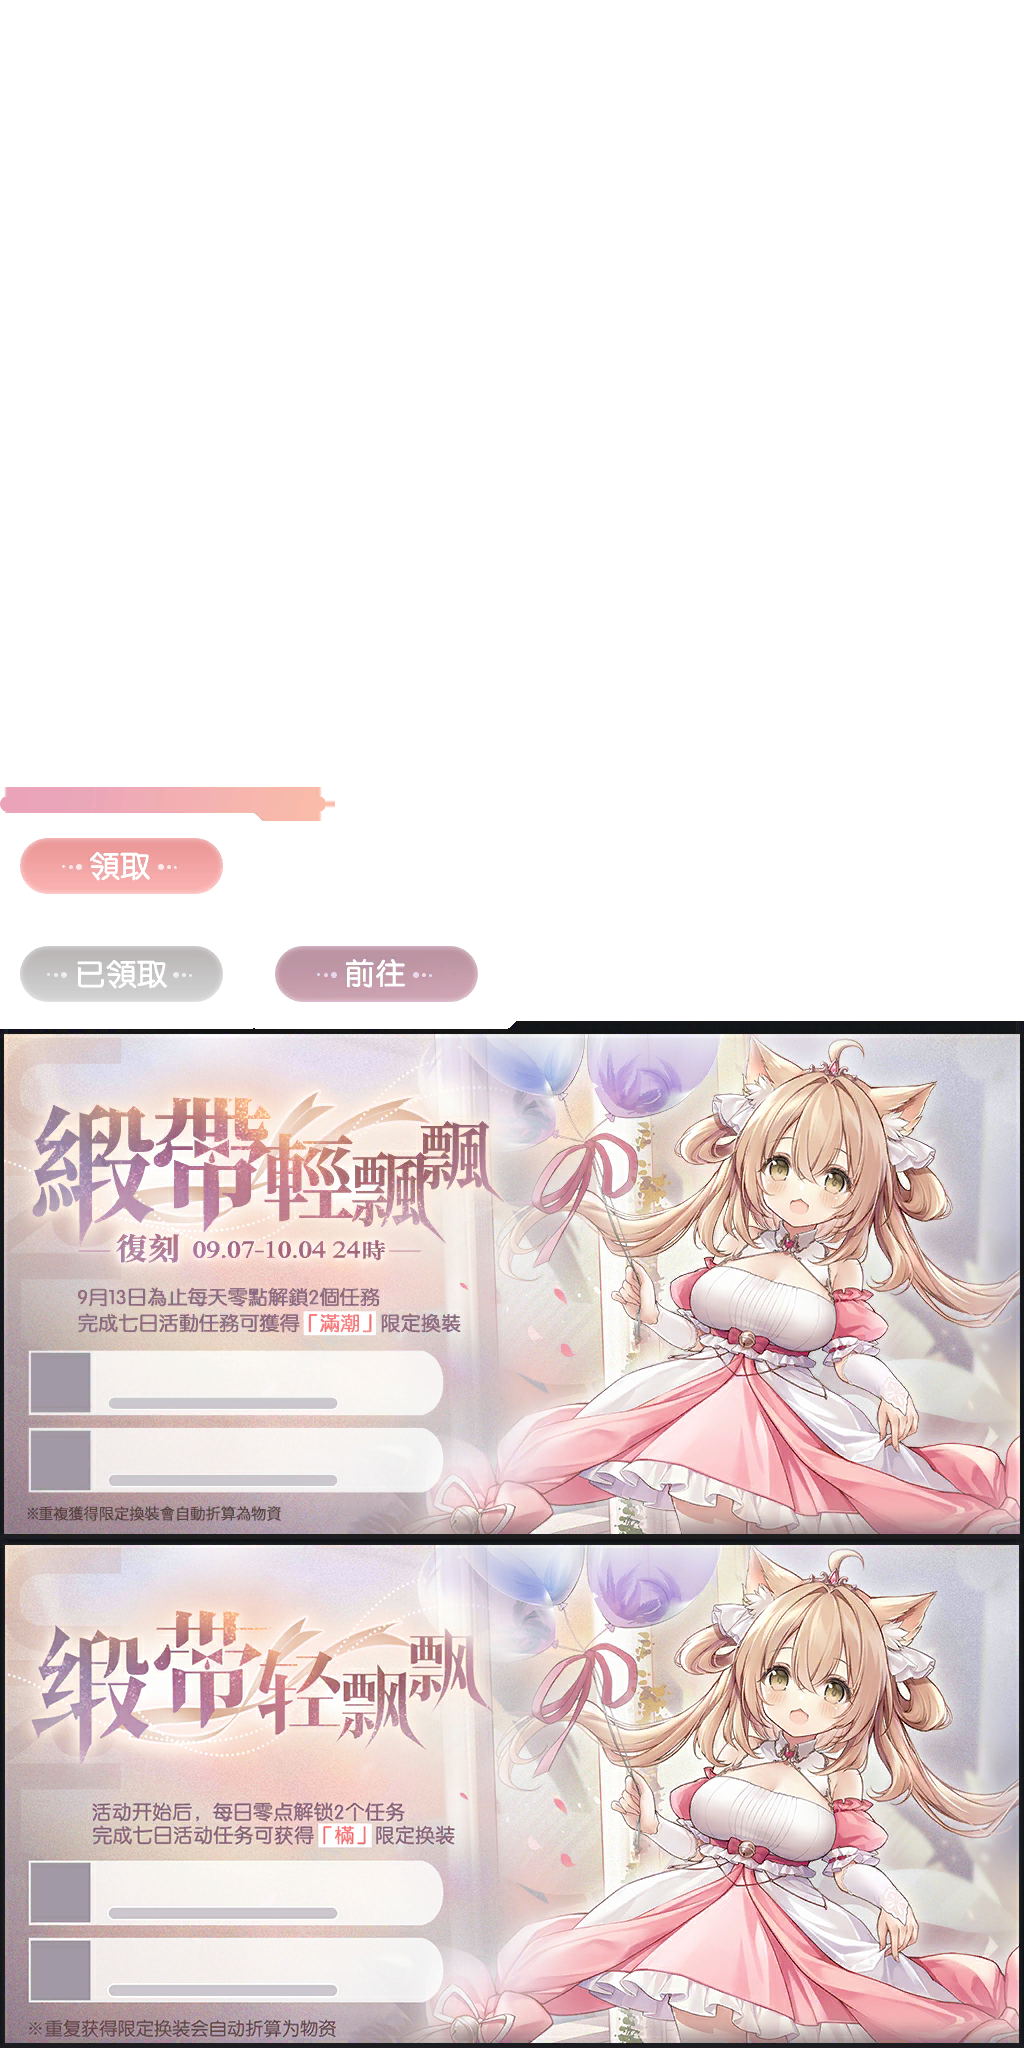 領取
已領取
前往
緞帶輕飄飄
復刻 09.07-10.04 24時
9月13日為止每天零點解鎖2個任務
完成七日活動任務可獲得「滿潮」限定換裝
※重複獲得限定換裝會自動折算為物資
缎带轻飘飘
活动开始后，每日零点解锁2个任务
完成七日活动任务可获得「樠」限定换装
※重复获得限定换装会自动折算为物资